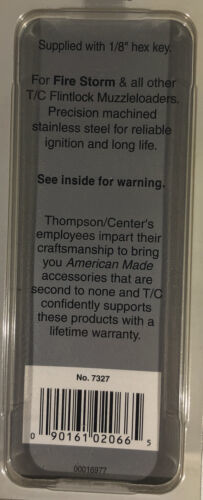 Supplied with 1/8" hex key.
For Fire Storm & all other
T/C Flintlock Muzzleloaders.
Precision machined
stainless steel for reliable
ignition and long life.
See inside for warning.
Thompson/Center's
employees impart their
craftsmanship to bring
you American Made
accessories that are
second to none and T/C
confidently supports
these products with a
lifetime warranty.
No. 7327
0 90161 02066 5
00016977